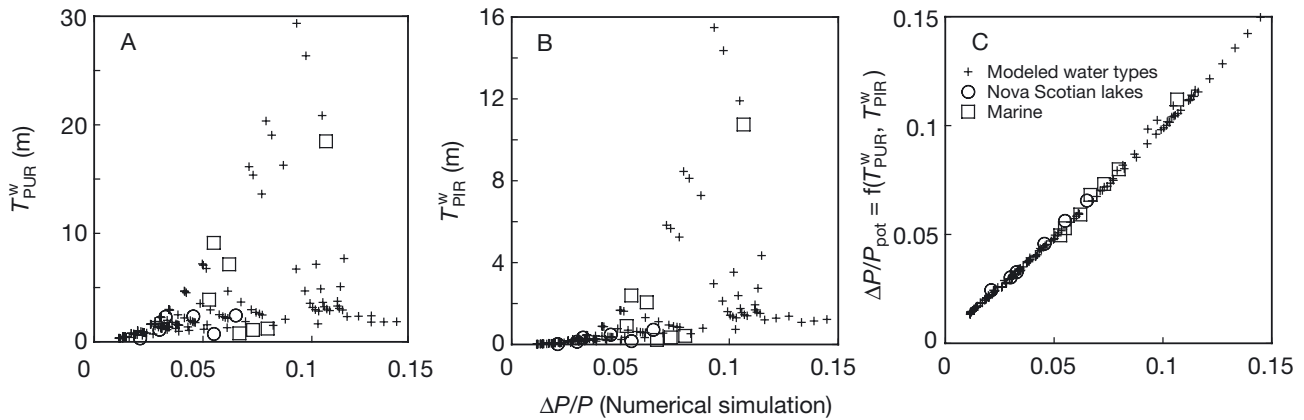 A
30
20
10
0
T^w_PUR (m)
0
0.05
0.10
0.15
B
16
12
8
4
0
T^w_PIR (m)
0
0.05
0.1
0.15
C
+ Modeled water types
○ Nova Scotian lakes
□ Marine
0.15
0.1
0.05
0
ΔP/P_pot = f(T^w_PUR, T^w_PIR)
0
0.05
0.1
0.15
ΔP/P (Numerical simulation)